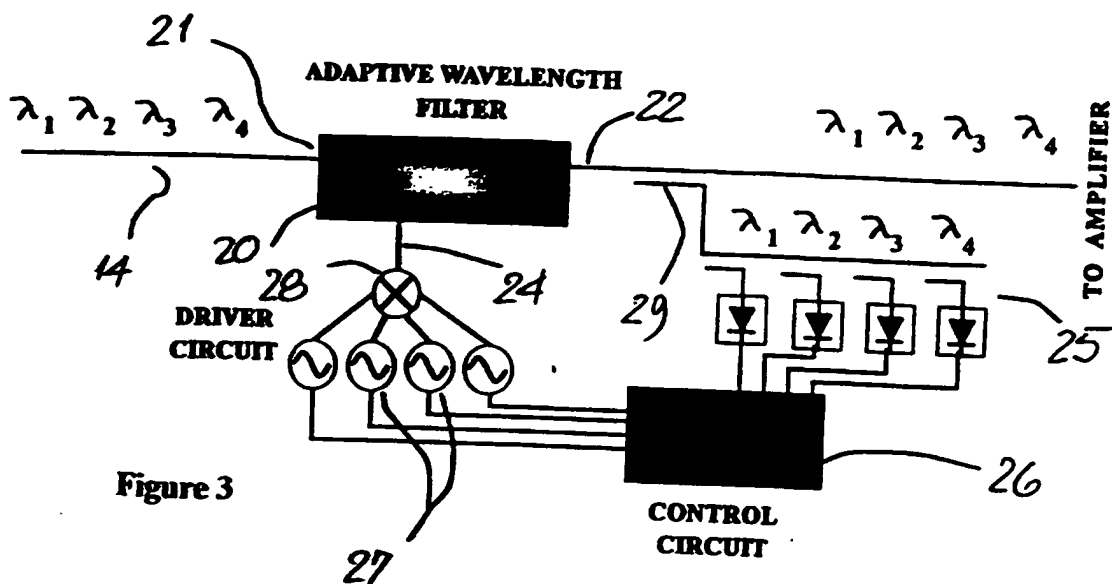 21
ADAPTIVE WAVELENGTH
FILTER
λ1 λ2 λ3 λ4
22
λ1 λ2 λ3 λ4
14
20
28
24
29
λ1 λ2 λ3 λ4
TO AMPLIFIER
DRIVER
CIRCUIT
25
26
Figure 3
27
CONTROL
CIRCUIT